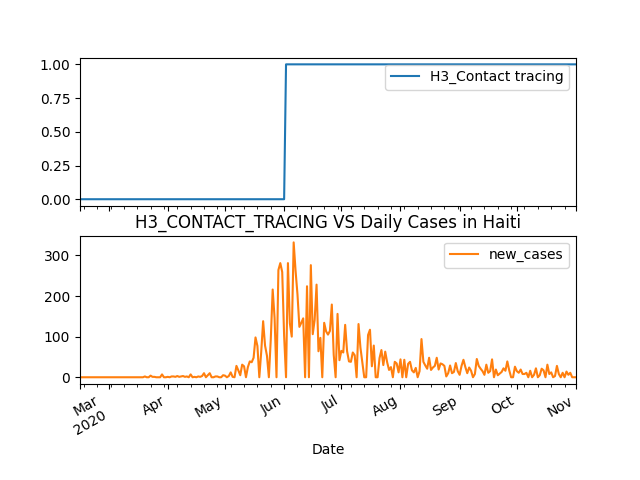 1.00
0.75
0.50
0.25
0.00
H3_Contact tracing
H3_CONTACT_TRACING VS Daily Cases in Haiti
300
200
100
0
new_cases
Mar
2020
Apr
May
Jun
Jul
Aug
Sep
Oct
Nov
Date